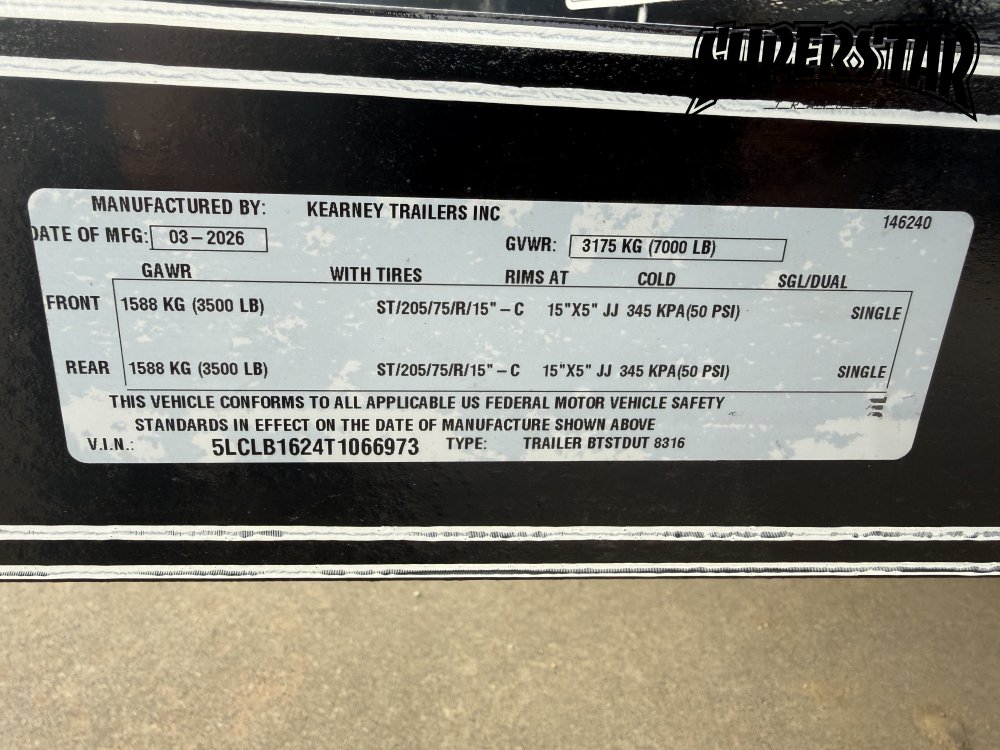 SUPERSTAR
MANUFACTURED BY: KEARNEY TRAILERS INC 146240
DATE OF MFG: 03-2026 GVWR: 3175 KG (7000 LB)
GAWR WITH TIRES RIMS AT COLD SGL/DUAL
FRONT 1588 KG (3500 LB) ST/205/75/R/15"-C 15"X5" JJ 345 KPA(50 PSI) SINGLE
REAR 1588 KG (3500 LB) ST/205/75/R/15"-C 15"X5" JJ 345 KPA(50 PSI) SINGLE
THIS VEHICLE CONFORMS TO ALL APPLICABLE US FEDERAL MOTOR VEHICLE SAFETY
STANDARDS IN EFFECT ON THE DATE OF MANUFACTURE SHOWN ABOVE
V.I.N.: 5LCLB1624T1066973 TYPE: TRAILER BTSTDUT 8316